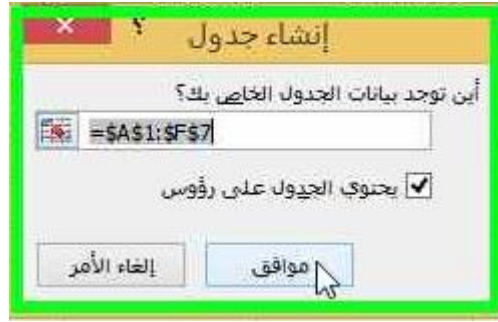 إنشاء جدول ؟
أين توجد بيانات الجدول الخاص بك؟
=$A$1:$F$7
يحتوي الجدول على رؤوس
موافق إلغاء الأمر